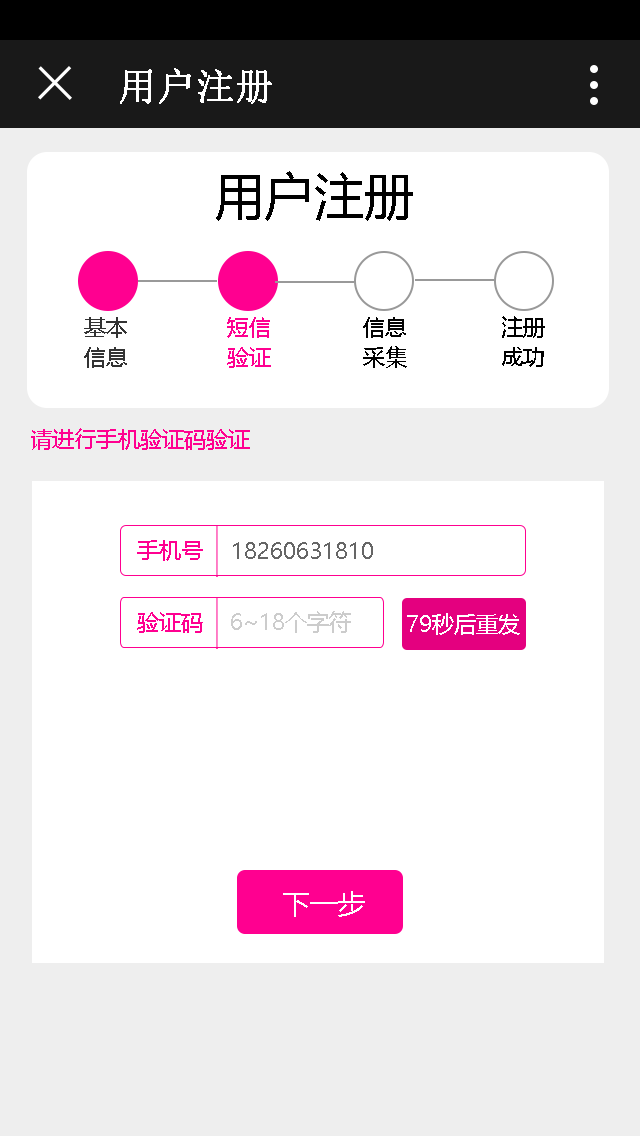 用户注册
用户注册
基本 短信 信息 注册
信息 验证 采集 成功
请进行手机验证码验证
手机号 18260631810
验证码 6~18个字符 79秒后重发
下一步